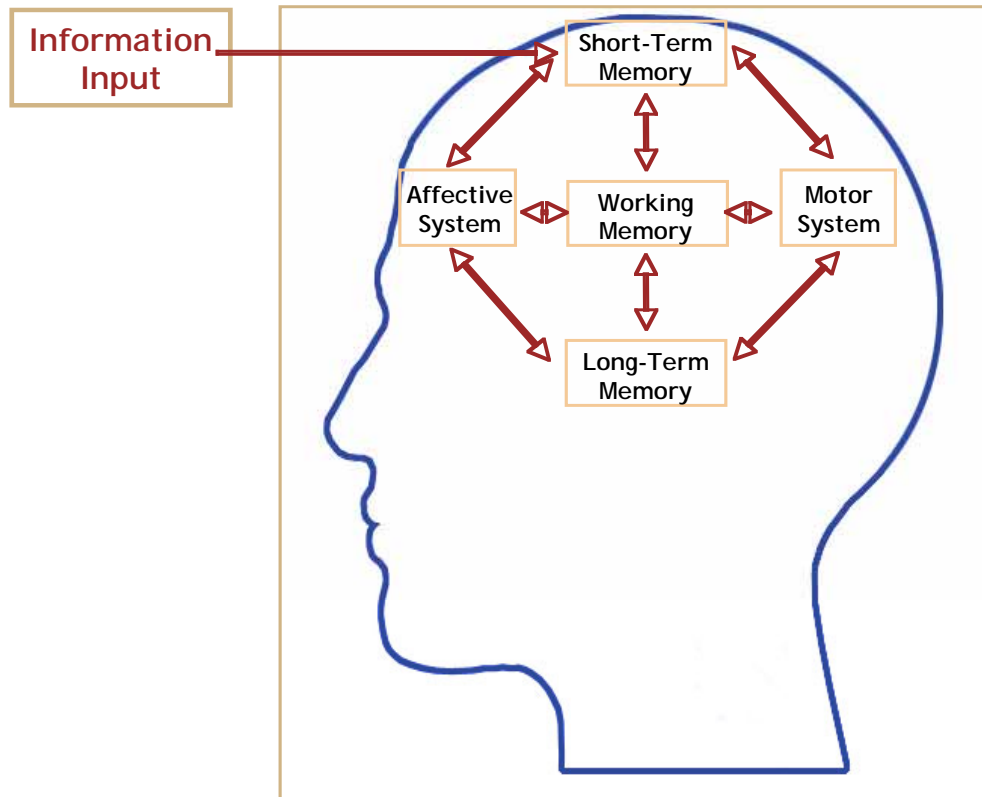 Information
Input
Short-Term
Memory
Affective
System
Working
Memory
Motor
System
Long-Term
Memory